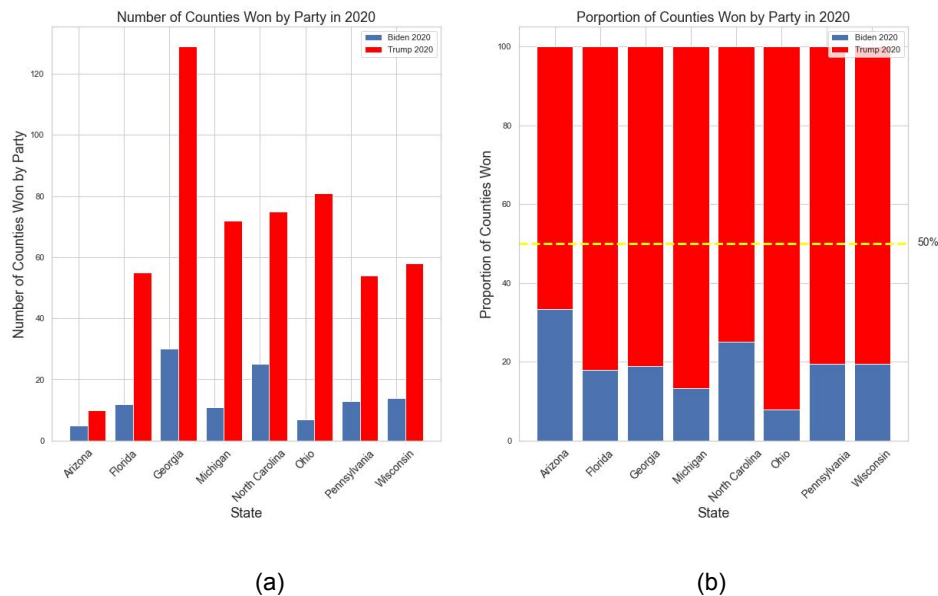 Number of Counties Won by Party in 2020
Biden 2020
Trump 2020
Number of Counties Won by Party
120
100
80
60
40
20
0
Arizona
Florida
Georgia
Michigan
North Carolina
Ohio
Pennsylvania
Wisconsin
State
(a)
Porportion of Counties Won by Party in 2020
Biden 2020
Trump 2020
Proportion of Counties Won
100
80
60
40
20
0
50%
Arizona
Florida
Georgia
Michigan
North Carolina
Ohio
Pennsylvania
Wisconsin
State
(b)